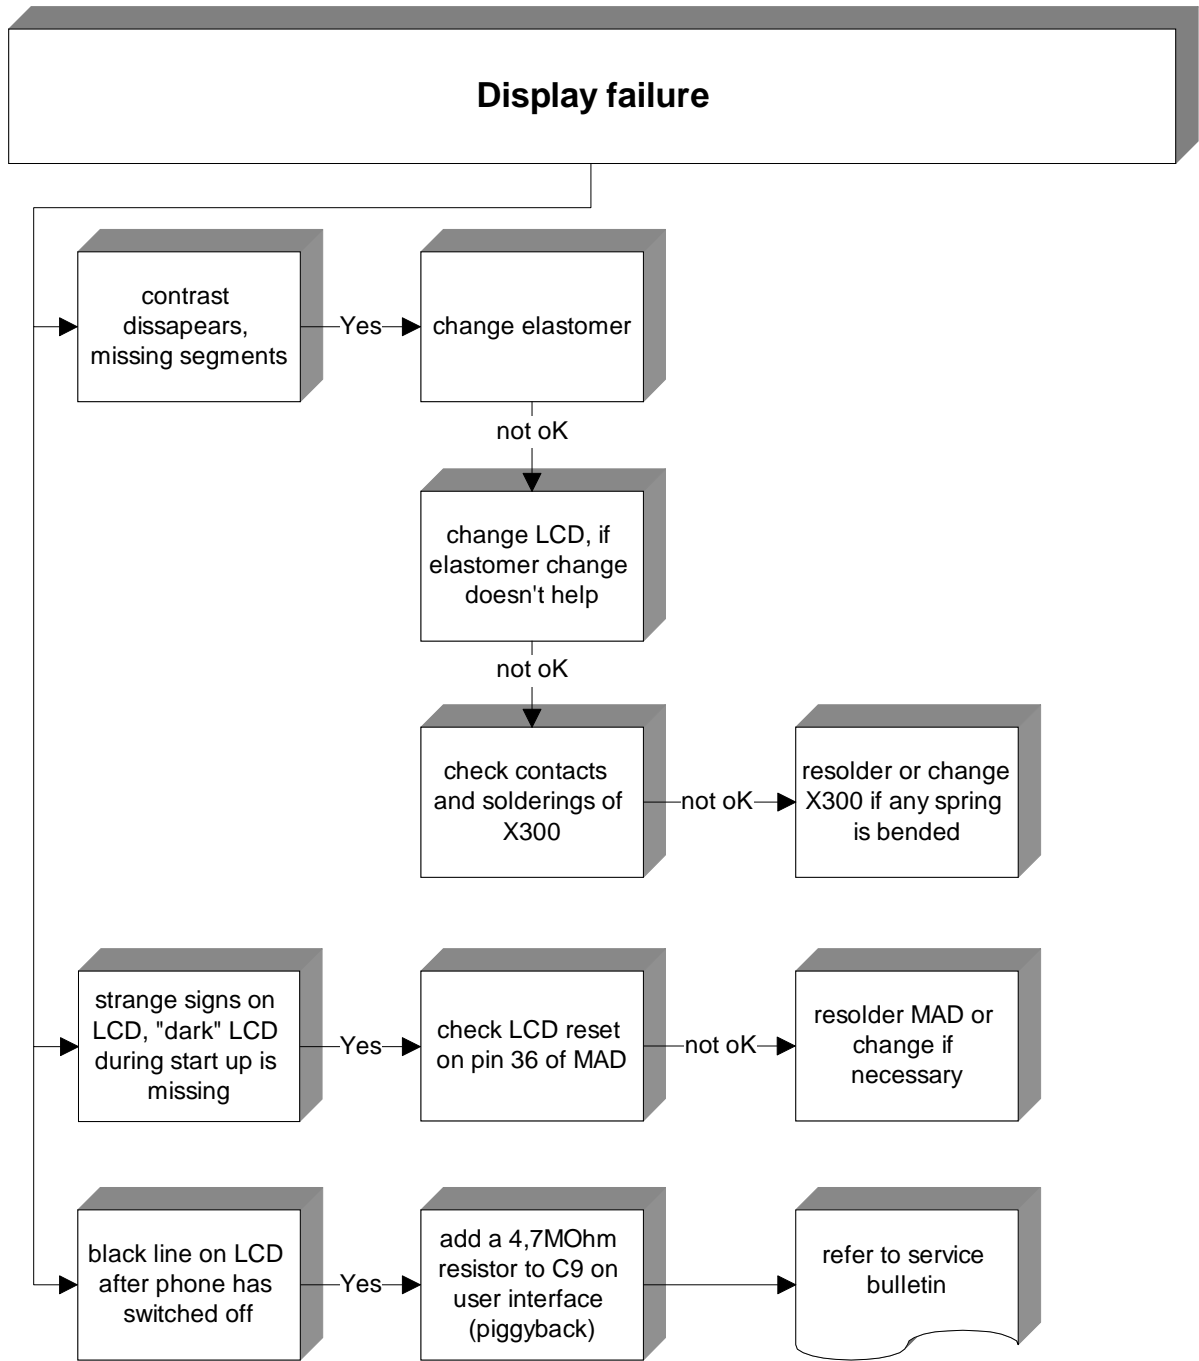 Display failure
contrast
dissapears,
missing segments
Yes
change elastomer
not oK
change LCD, if
elastomer change
doesn't help
not oK
check contacts
and solderings of
X300
not oK
resolder or change
X300 if any spring
is bended
strange signs on
LCD, "dark" LCD
during start up is
missing
Yes
check LCD reset
on pin 36 of MAD
not oK
resolder MAD or
change if
necessary
black line on LCD
after phone has
switched off
Yes
add a 4,7MOhm
resistor to C9 on
user interface
(piggyback)
refer to service
bulletin